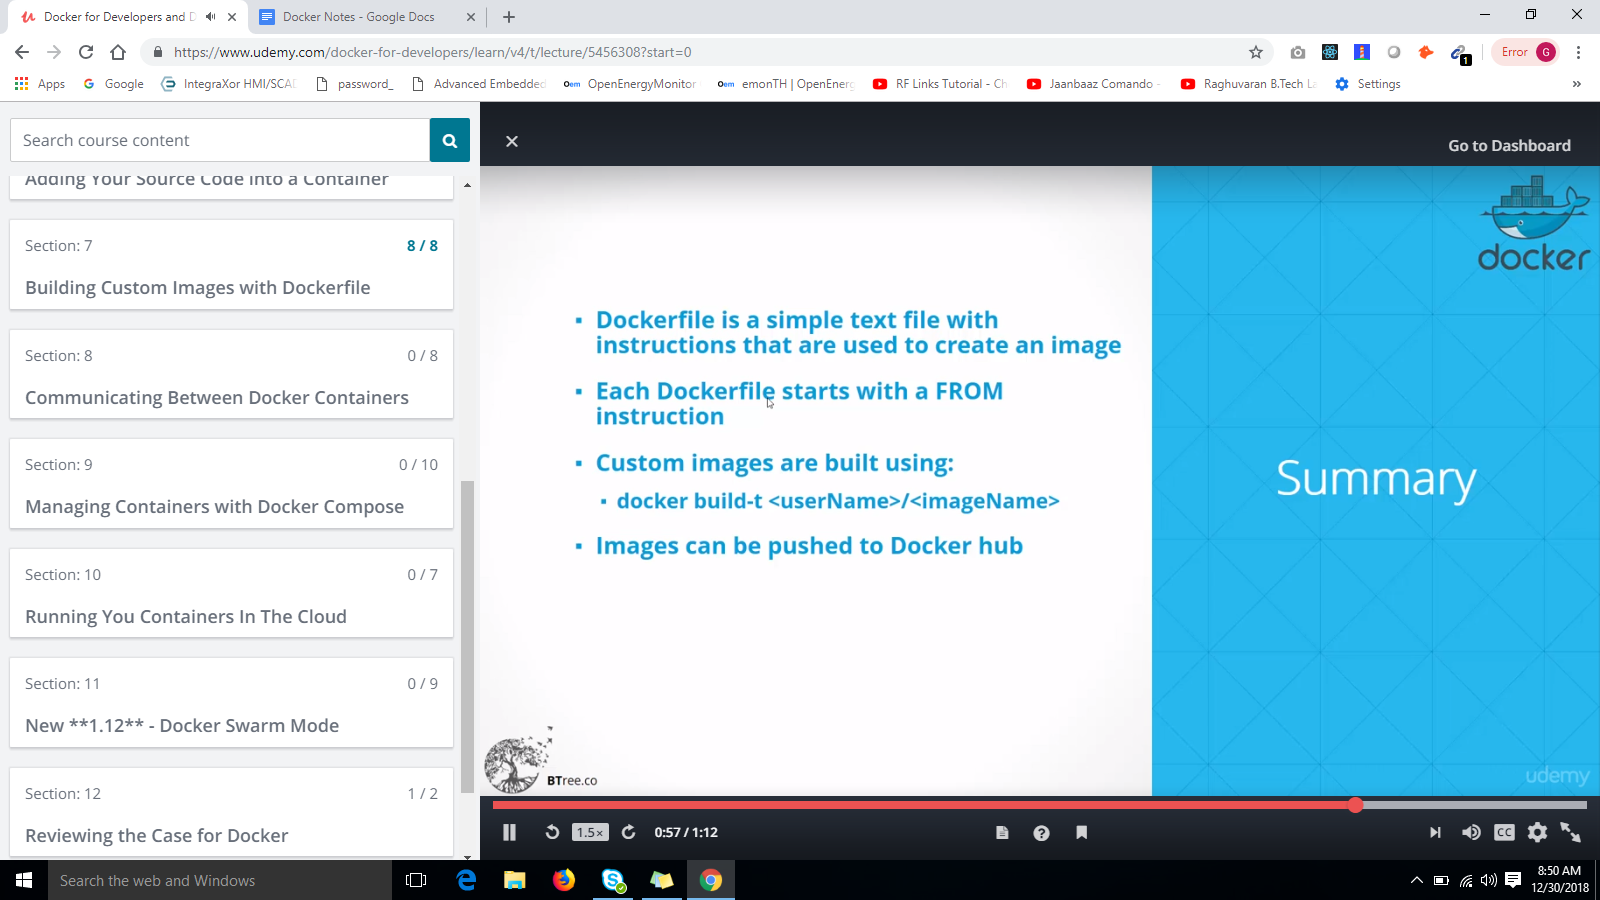 Docker for Developers and D
Docker Notes - Google Docs
https://www.udemy.com/docker-for-developers/learn/v4/t/lecture/5456308?start=0
1
Error G
Apps
Google
IntegraXor HMI/SCAD
password_
Advanced Embedded
OpenEnergyMonitor
emonTH | OpenEnerg
RF Links Tutorial - Ch
Jaanbaaz Comando -
Raghuvaran B.Tech La
Settings
»
Search course content
Go to Dashboard
Adding Your Source Code into a Container
Section: 7
8 / 8
Building Custom Images with Dockerfile
Section: 8
0 / 8
Communicating Between Docker Containers
Section: 9
0 / 10
Managing Containers with Docker Compose
Section: 10
0 / 7
Running You Containers In The Cloud
Section: 11
0 / 9
New **1.12** - Docker Swarm Mode
Section: 12
1 / 2
Reviewing the Case for Docker
▪ Dockerfile is a simple text file with
instructions that are used to create an image
▪ Each Dockerfile starts with a FROM
instruction
▪ Custom images are built using:
▪ docker build-t <userName>/<imageName>
▪ Images can be pushed to Docker hub
docker
Summary
BTree.co
udemy
1.5×
0:57 / 1:12
CC
Search the web and Windows
8:50 AM
12/30/2018